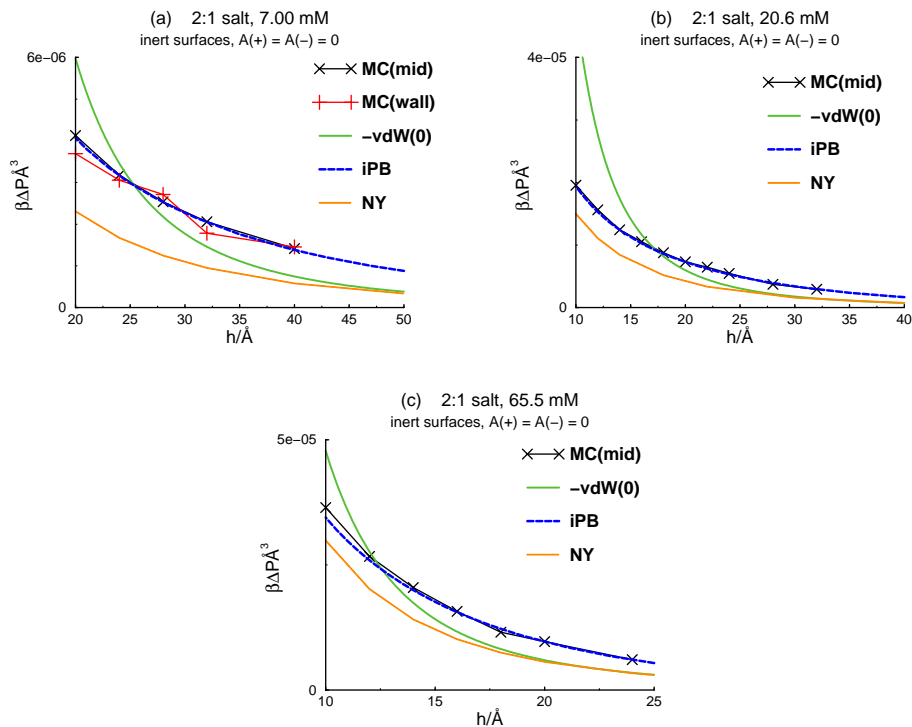 (a) 2:1 salt, 7.00 mM
inert surfaces, A(+) = A(−) = 0
6e−06
0
βΔPÅ³
20 25 30 35 40 45 50
h/Å
MC(mid)
MC(wall)
−vdW(0)
iPB
NY
(b) 2:1 salt, 20.6 mM
inert surfaces, A(+) = A(−) = 0
4e−05
0
βΔPÅ³
10 15 20 25 30 35 40
h/Å
MC(mid)
−vdW(0)
iPB
NY
(c) 2:1 salt, 65.5 mM
inert surfaces, A(+) = A(−) = 0
5e−05
0
βΔPÅ³
10 15 20 25
h/Å
MC(mid)
−vdW(0)
iPB
NY